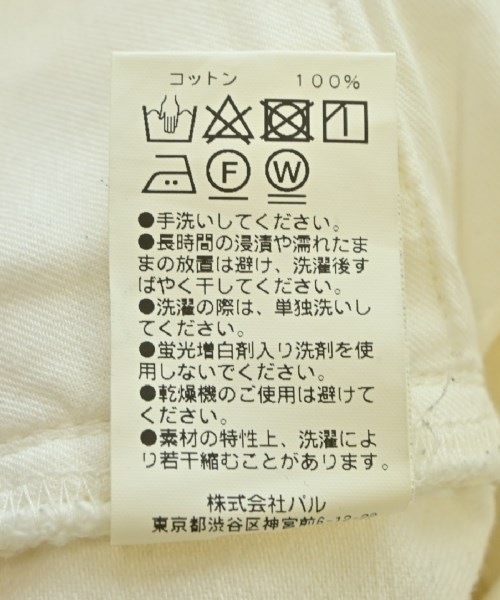 コットン 100%
F W
●手洗いしてください。
●長時間の浸漬や濡れたま
まの放置は避け、洗濯後す
ばやく干してください。
●洗濯の際は、単独洗いし
てください。
●蛍光増白剤入り洗剤を使
用しないでください。
●乾燥機のご使用は避けて
ください。
●素材の特性上、洗濯によ
り若干縮むことがあります。
株式会社パル
東京都渋谷区神宮前